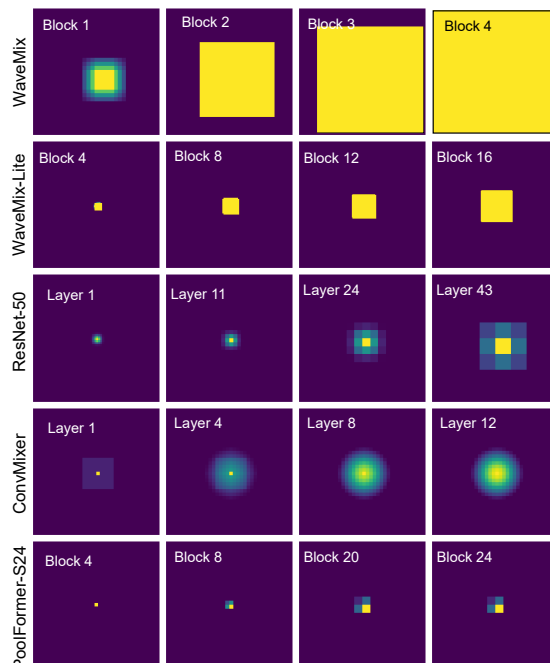 WaveMix
Block 1
Block 2
Block 3
Block 4
WaveMix-Lite
Block 4
Block 8
Block 12
Block 16
ResNet-50
Layer 1
Layer 11
Layer 24
Layer 43
ConvMixer
Layer 1
Layer 4
Layer 8
Layer 12
PoolFormer-S24
Block 4
Block 8
Block 20
Block 24